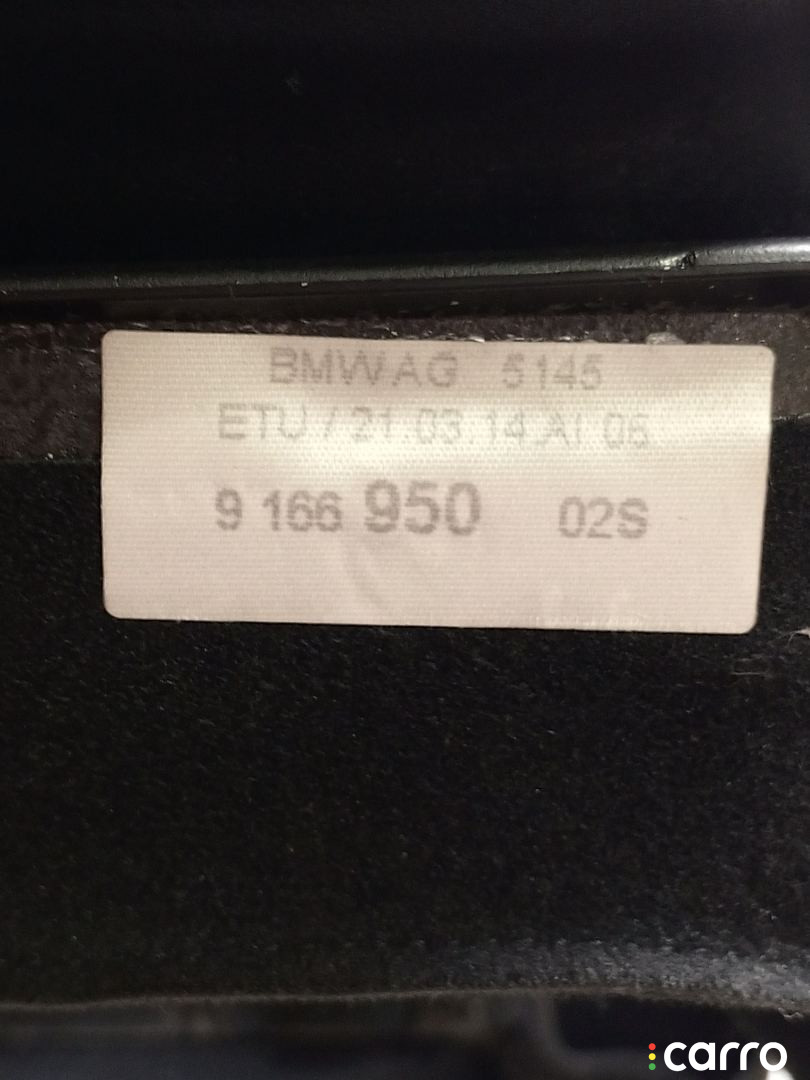 BMW AG 5145
ETU / 21.03.14 AI 06
9 166 950 02S
carro